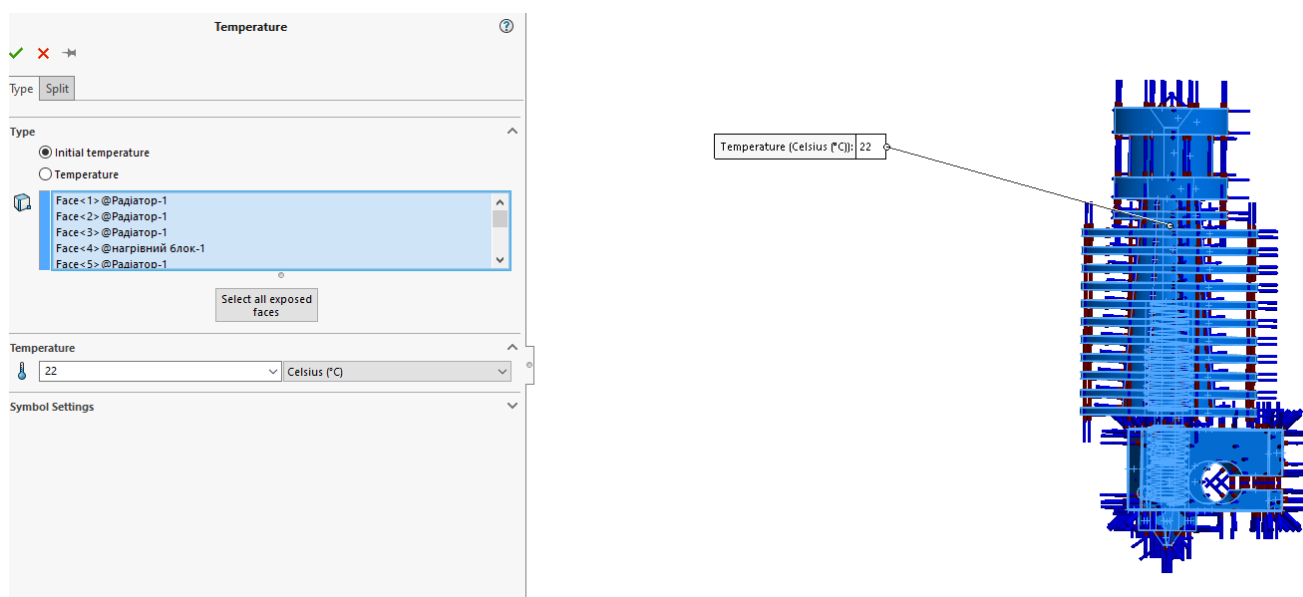 Temperature
Type Split
Type
Initial temperature
Temperature
Face<1>@Радіатор-1
Face<2>@Радіатор-1
Face<3>@Радіатор-1
Face<4>@нагрівний блок-1
Face<5>@Радіатор-1
Select all exposed
faces
Temperature
22 Celsius (°C)
Symbol Settings
Temperature (Celsius (°C)): 22